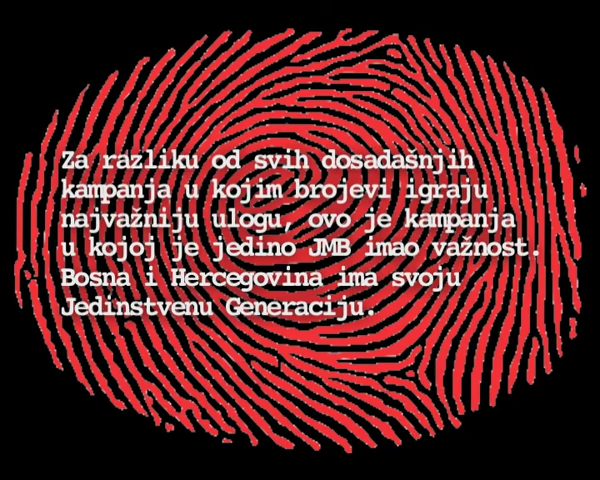 Za razliku od svih dosadašnjih
kampanja u kojim brojevi igraju
najvažniju ulogu, ovo je kampanja
u kojoj je jedino JMB imao važnost.
Bosna i Hercegovina ima svoju
Jedinstvenu Generaciju.